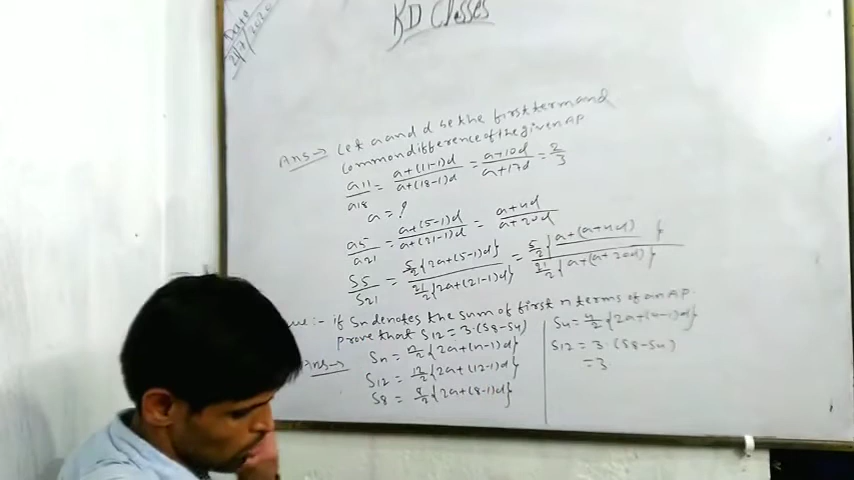 Date
21/7/2020
KD Classes
Ans→ Let a and d be the first term and
common difference of the given AP
a11/a18 = a+(11-1)d/a+(18-1)d = a+10d/a+17d = 2/3
a = ?
a5/a21 = a+(5-1)d/a+(21-1)d = a+4d/a+20d
S5/S21 = 5/2{2a+(5-1)d}/21/2{2a+(21-1)d} = 5/2{a+(a+4d)}/21/2{a+(a+20d)}
ue:- if Sn denotes the sum of first n terms of an AP.
prove that S12 = 3.(S8-S4)
Ans→ Sn = n/2{2a+(n-1)d}
S12 = 12/2{2a+(12-1)d}
S8 = 8/2{2a+(8-1)d}
S4 = 4/2{2a+(4-1)d}
S12 = 3.(S8-S4)
= 3